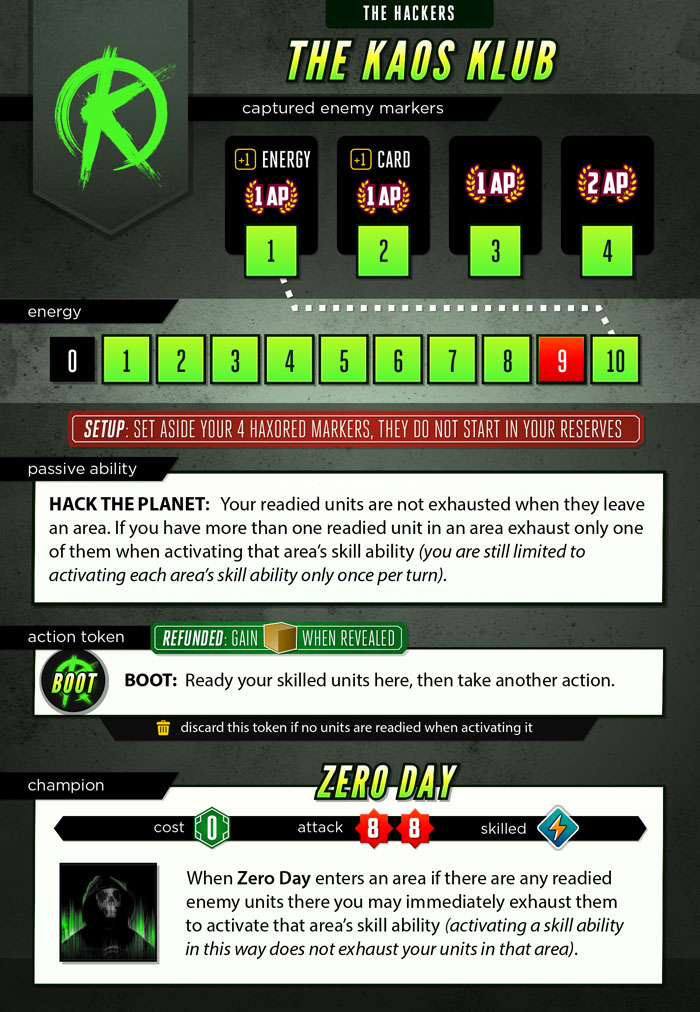 THE HACKERS
THE KAOS KLUB
captured enemy markers
+1 ENERGY
1 AP
+1 CARD
1 AP
1 AP
2 AP
1 2 3 4
energy
0 1 2 3 4 5 6 7 8 9 10
SETUP: SET ASIDE YOUR 4 HAXORED MARKERS, THEY DO NOT START IN YOUR RESERVES
passive ability
HACK THE PLANET: Your readied units are not exhausted when they leave
an area. If you have more than one readied unit in an area exhaust only one
of them when activating that area's skill ability (you are still limited to
activating each area's skill ability only once per turn).
action token
REFUNDED: GAIN WHEN REVEALED
BOOT
BOOT: Ready your skilled units here, then take another action.
discard this token if no units are readied when activating it
champion
ZERO DAY
cost 0 attack 8 8 skilled
When Zero Day enters an area if there are any readied
enemy units there you may immediately exhaust them
to activate that area's skill ability (activating a skill ability
in this way does not exhaust your units in that area).